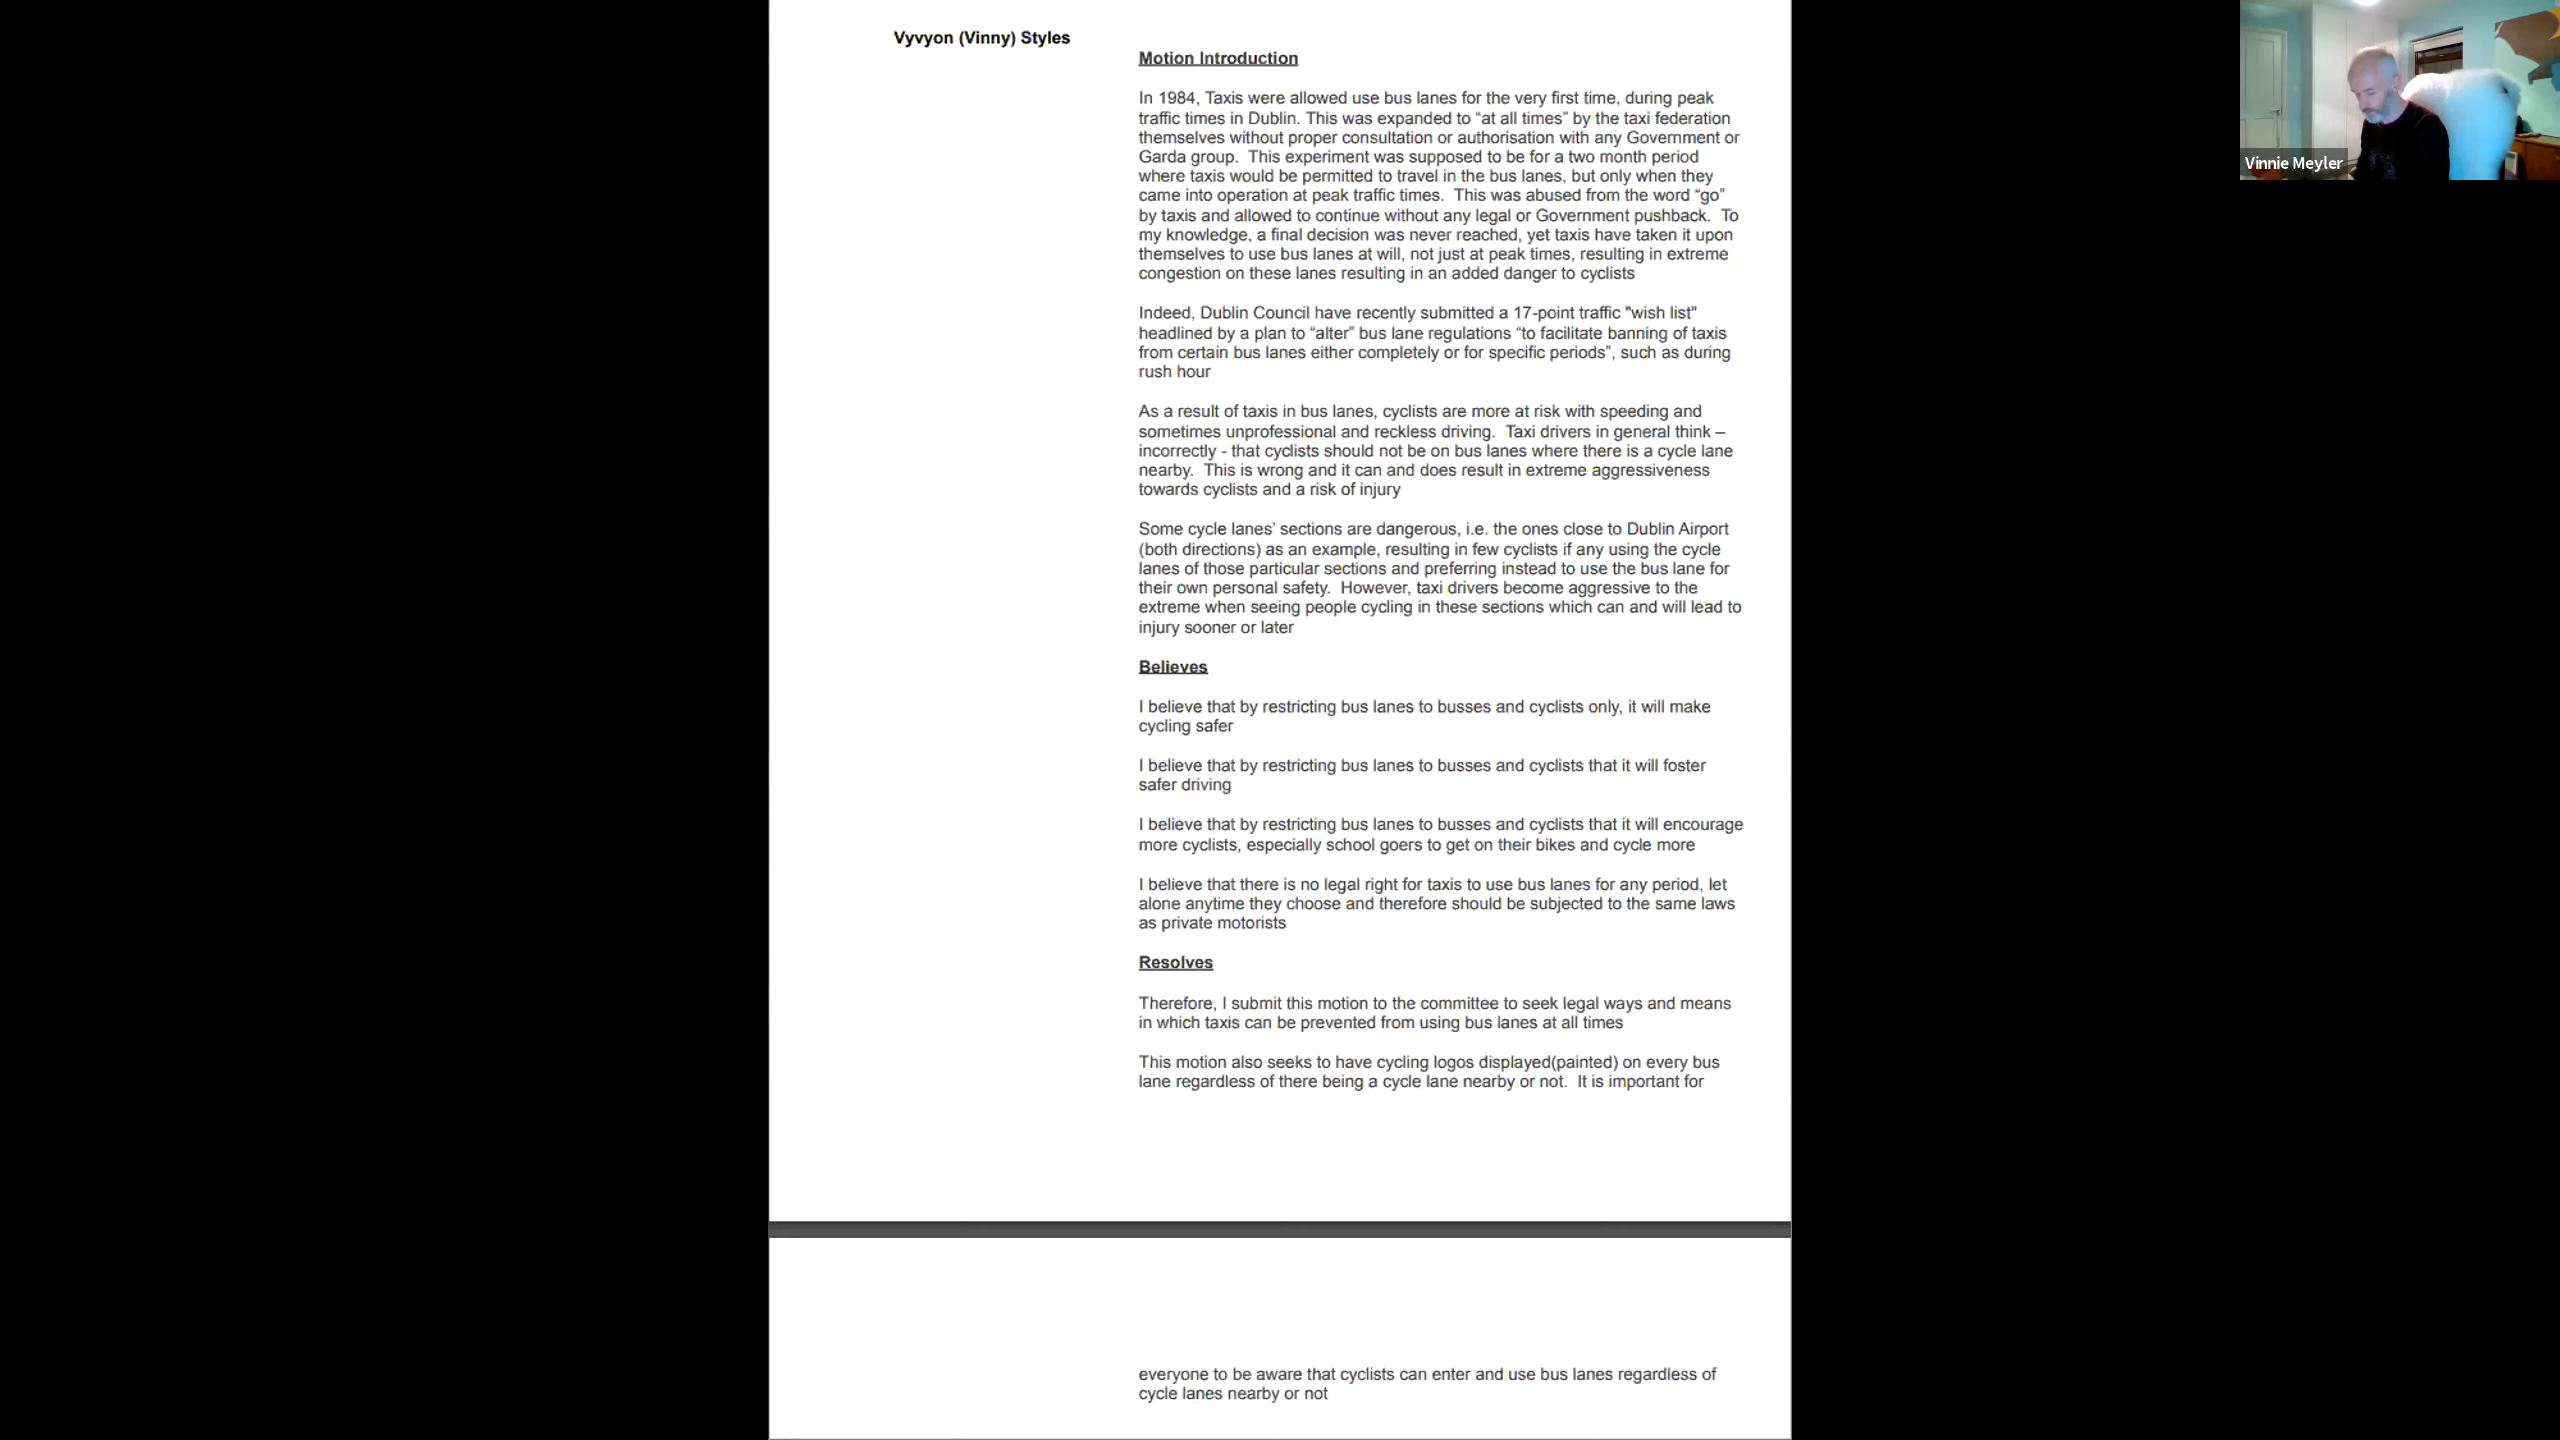 Vyvyon (Vinny) Styles
Motion Introduction
In 1984, Taxis were allowed use bus lanes for the very first time, during peak
traffic times in Dublin. This was expanded to “at all times” by the taxi federation
themselves without proper consultation or authorisation with any Government or
Garda group.  This experiment was supposed to be for a two month period
where taxis would be permitted to travel in the bus lanes, but only when they
came into operation at peak traffic times.  This was abused from the word “go”
by taxis and allowed to continue without any legal or Government pushback.  To
my knowledge, a final decision was never reached, yet taxis have taken it upon
themselves to use bus lanes at will, not just at peak times, resulting in extreme
congestion on these lanes resulting in an added danger to cyclists
Indeed, Dublin Council have recently submitted a 17-point traffic "wish list"
headlined by a plan to “alter” bus lane regulations “to facilitate banning of taxis
from certain bus lanes either completely or for specific periods”, such as during
rush hour
As a result of taxis in bus lanes, cyclists are more at risk with speeding and
sometimes unprofessional and reckless driving.  Taxi drivers in general think –
incorrectly - that cyclists should not be on bus lanes where there is a cycle lane
nearby.  This is wrong and it can and does result in extreme aggressiveness
towards cyclists and a risk of injury
Some cycle lanes’ sections are dangerous, i.e. the ones close to Dublin Airport
(both directions) as an example, resulting in few cyclists if any using the cycle
lanes of those particular sections and preferring instead to use the bus lane for
their own personal safety.  However, taxi drivers become aggressive to the
extreme when seeing people cycling in these sections which can and will lead to
injury sooner or later
Believes
I believe that by restricting bus lanes to busses and cyclists only, it will make
cycling safer
I believe that by restricting bus lanes to busses and cyclists that it will foster
safer driving
I believe that by restricting bus lanes to busses and cyclists that it will encourage
more cyclists, especially school goers to get on their bikes and cycle more
I believe that there is no legal right for taxis to use bus lanes for any period, let
alone anytime they choose and therefore should be subjected to the same laws
as private motorists
Resolves
Therefore, I submit this motion to the committee to seek legal ways and means
in which taxis can be prevented from using bus lanes at all times
This motion also seeks to have cycling logos displayed(painted) on every bus
lane regardless of there being a cycle lane nearby or not.  It is important for
everyone to be aware that cyclists can enter and use bus lanes regardless of
cycle lanes nearby or not
Vinnie Meyler